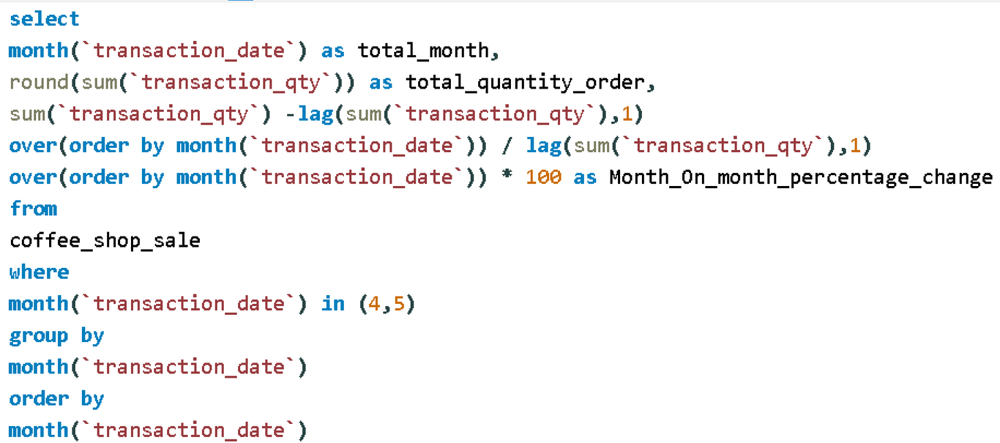 select
month(`transaction_date`) as total_month,
round(sum(`transaction_qty`)) as total_quantity_order,
sum(`transaction_qty`) -lag(sum(`transaction_qty`),1)
over(order by month(`transaction_date`)) / lag(sum(`transaction_qty`),1)
over(order by month(`transaction_date`)) * 100 as Month_On_month_percentage_change
from
coffee_shop_sale
where
month(`transaction_date`) in (4,5)
group by
month(`transaction_date`)
order by
month(`transaction_date`)